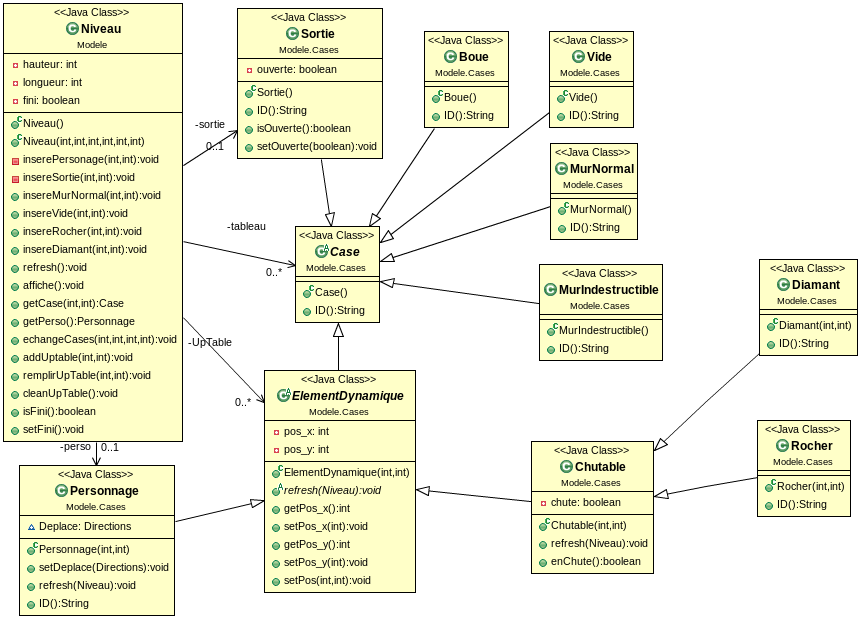 <<Java Class>>
Niveau
Modele
hauteur: int
longueur: int
fini: boolean
Niveau()
Niveau(int,int,int,int,int,int)
inserePersonage(int,int):void
insereSortie(int,int):void
insereMurNormal(int,int):void
insereVide(int,int):void
insereRocher(int,int):void
insereDiamant(int,int):void
refresh():void
affiche():void
getCase(int,int):Case
getPerso():Personnage
echangeCases(int,int,int,int):void
addUptable(int,int):void
remplirUpTable(int,int):void
cleanUpTable():void
isFini():boolean
setFini():void
-sortie
0..1
-tableau
0..*
-UpTable
0..*
-perso
0..1
<<Java Class>>
Sortie
Modele.Cases
ouverte: boolean
Sortie()
ID():String
isOuverte():boolean
setOuverte(boolean):void
<<Java Class>>
Boue
Modele.Cases
Boue()
ID():String
<<Java Class>>
Vide
Modele.Cases
Vide()
ID():String
<<Java Class>>
MurNormal
Modele.Cases
MurNormal()
ID():String
<<Java Class>>
Case
Modele.Cases
Case()
ID():String
<<Java Class>>
MurIndestructible
Modele.Cases
MurIndestructible()
ID():String
<<Java Class>>
Diamant
Modele.Cases
Diamant(int,int)
ID():String
<<Java Class>>
ElementDynamique
Modele.Cases
pos_x: int
pos_y: int
ElementDynamique(int,int)
refresh(Niveau):void
getPos_x():int
setPos_x(int):void
getPos_y():int
setPos_y(int):void
setPos(int,int):void
<<Java Class>>
Chutable
Modele.Cases
chute: boolean
Chutable(int,int)
refresh(Niveau):void
enChute():boolean
<<Java Class>>
Rocher
Modele.Cases
Rocher(int,int)
ID():String
<<Java Class>>
Personnage
Modele.Cases
Deplace: Directions
Personnage(int,int)
setDeplace(Directions):void
refresh(Niveau):void
ID():String